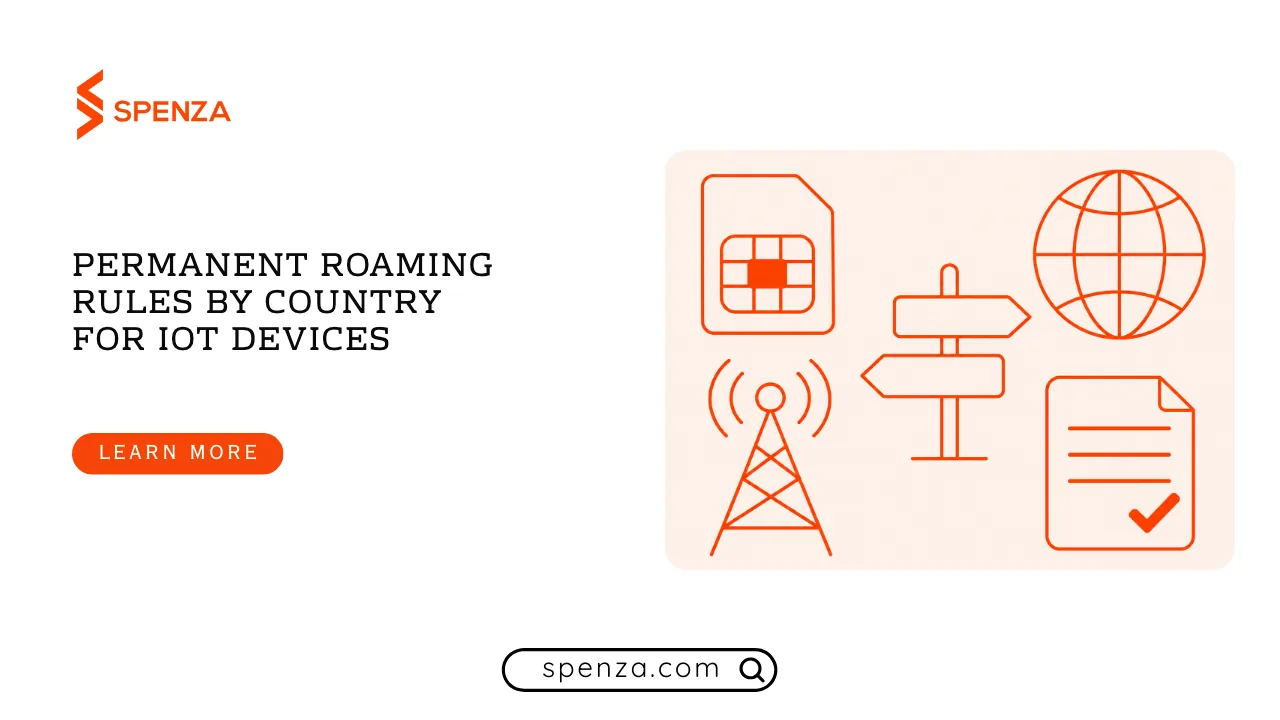 SPENZA
PERMANENT ROAMING
RULES BY COUNTRY
FOR IOT DEVICES
LEARN MORE
spenza.com